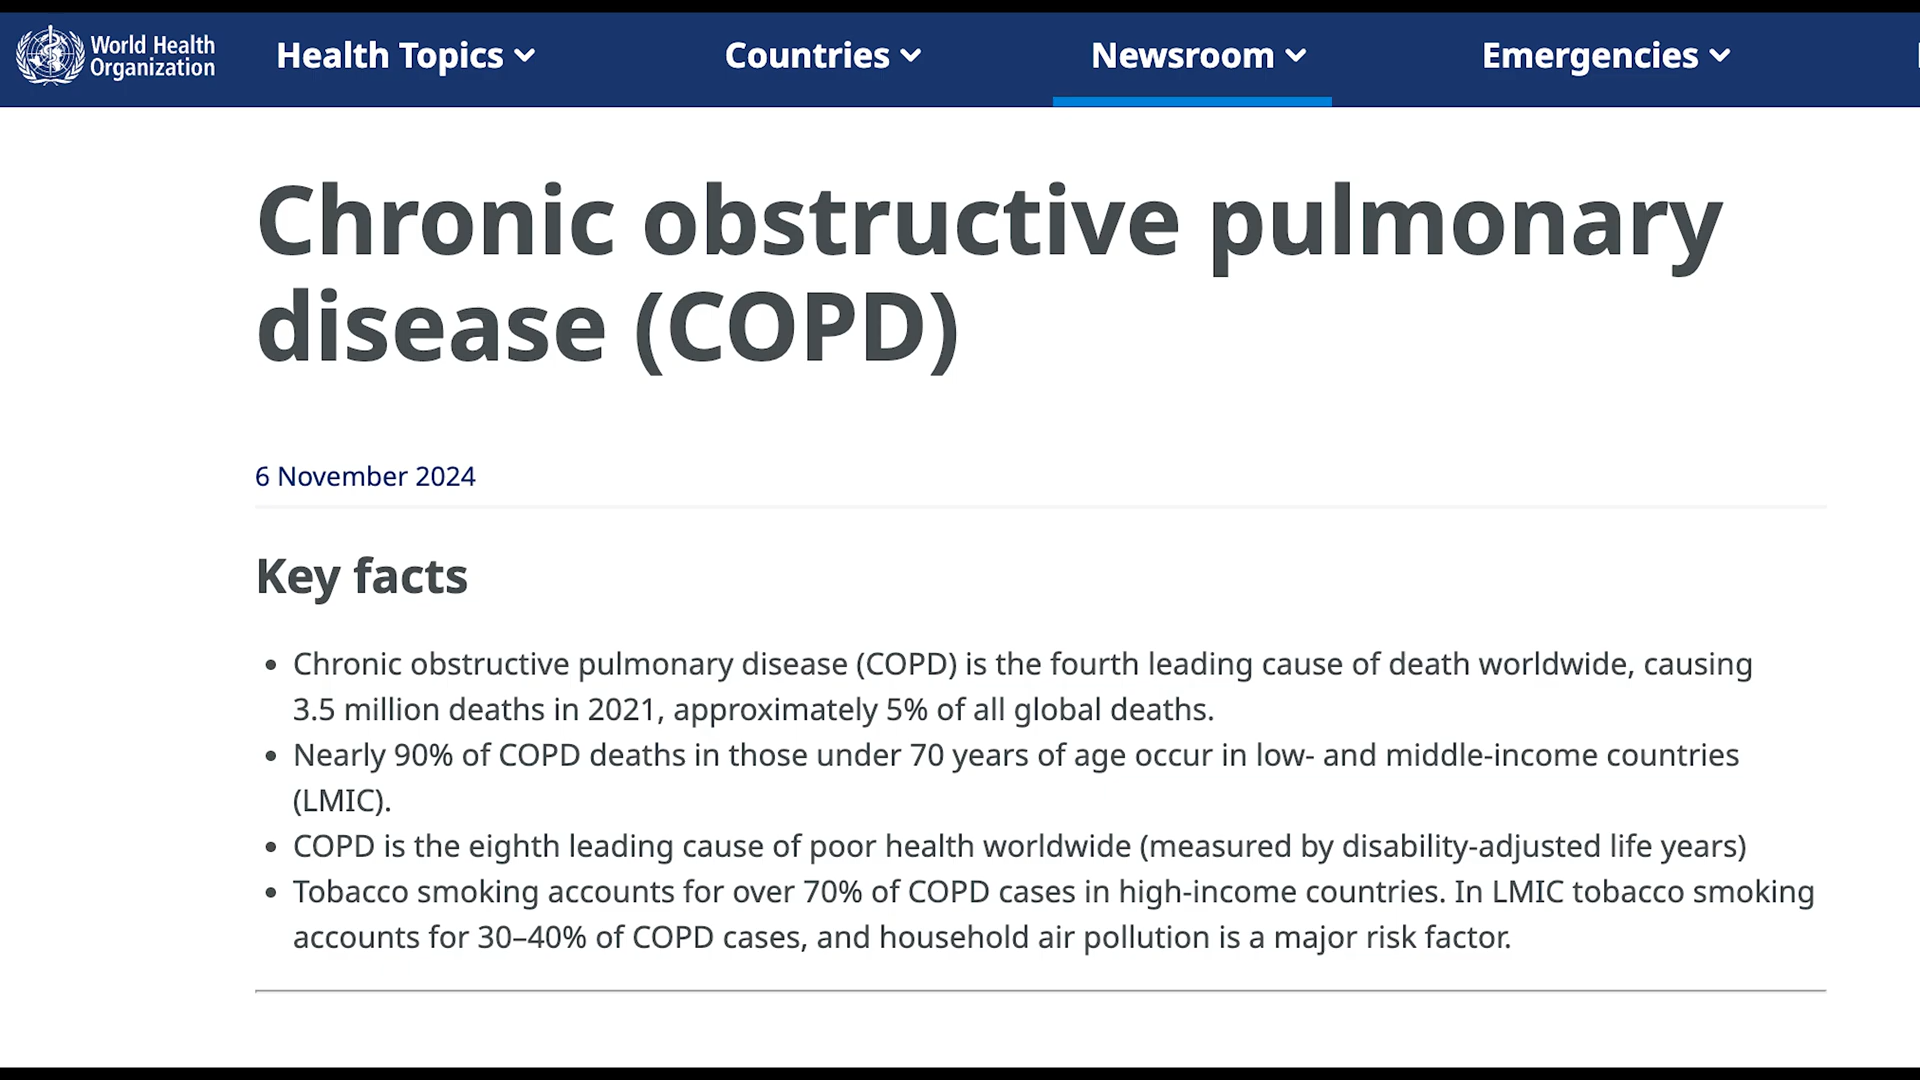 World Health
Organization
Health Topics
Countries
Newsroom
Emergencies
Chronic obstructive pulmonary
disease (COPD)
6 November 2024
Key facts
• Chronic obstructive pulmonary disease (COPD) is the fourth leading cause of death worldwide, causing
3.5 million deaths in 2021, approximately 5% of all global deaths.
• Nearly 90% of COPD deaths in those under 70 years of age occur in low- and middle-income countries
(LMIC).
• COPD is the eighth leading cause of poor health worldwide (measured by disability-adjusted life years)
• Tobacco smoking accounts for over 70% of COPD cases in high-income countries. In LMIC tobacco smoking
accounts for 30–40% of COPD cases, and household air pollution is a major risk factor.